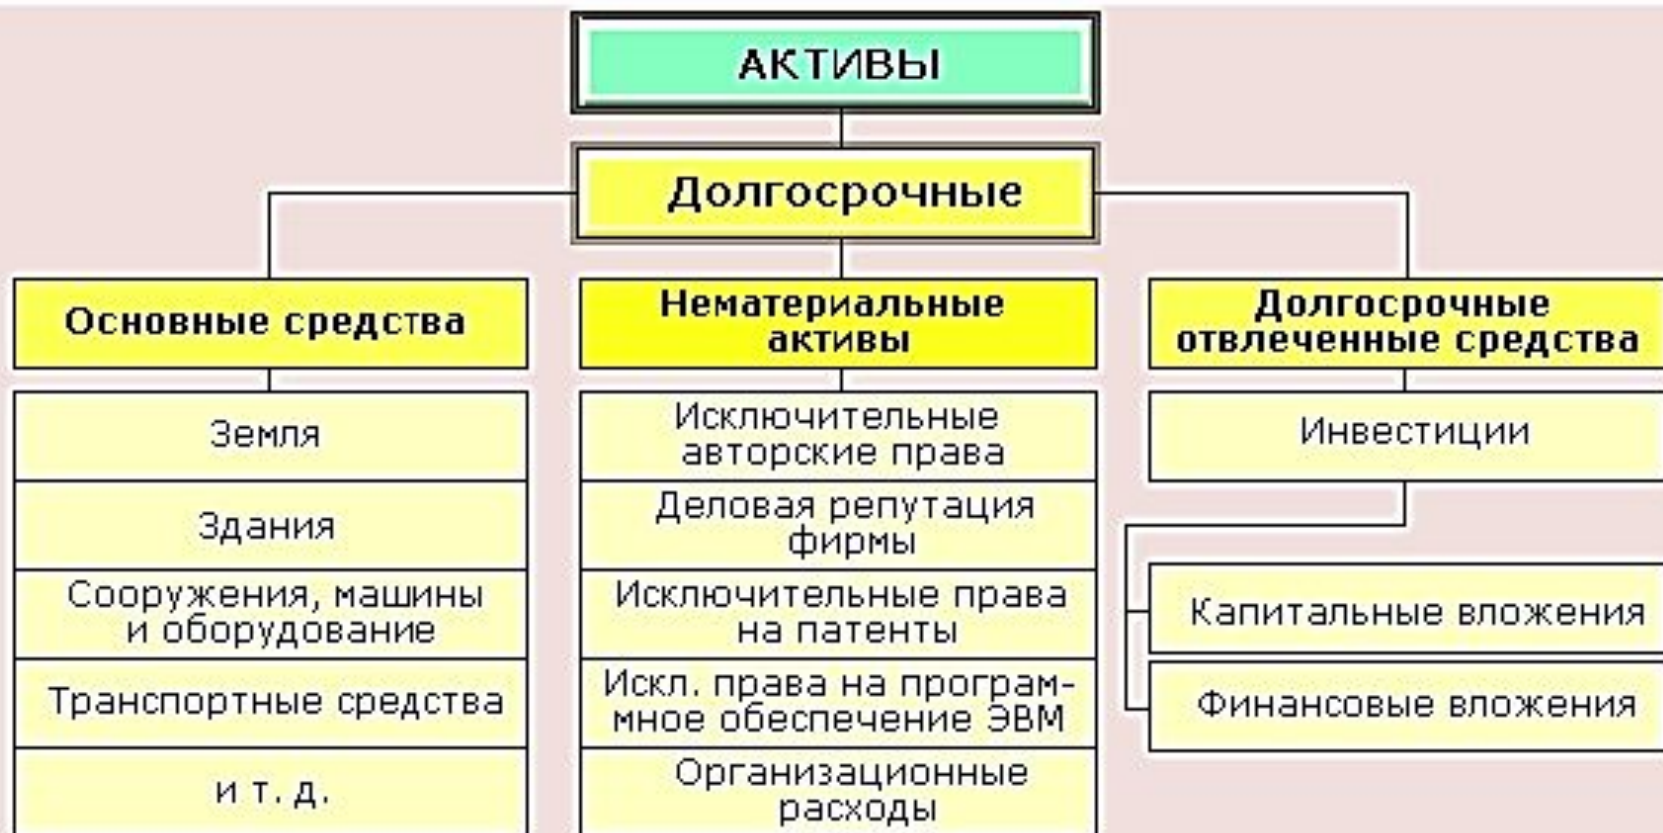 АКТИВЫ
Долгосрочные
Основные средства
Земля
Здания
Сооружения, машины
и оборудование
Транспортные средства
и т. д.
Нематериальные
активы
Исключительные
авторские права
Деловая репутация
фирмы
Исключительные права
на патенты
Искл. права на програм-
мное обеспечение ЭВМ
Организационные
расходы
Долгосрочные
отвлеченные средства
Инвестиции
Капитальные вложения
Финансовые вложения